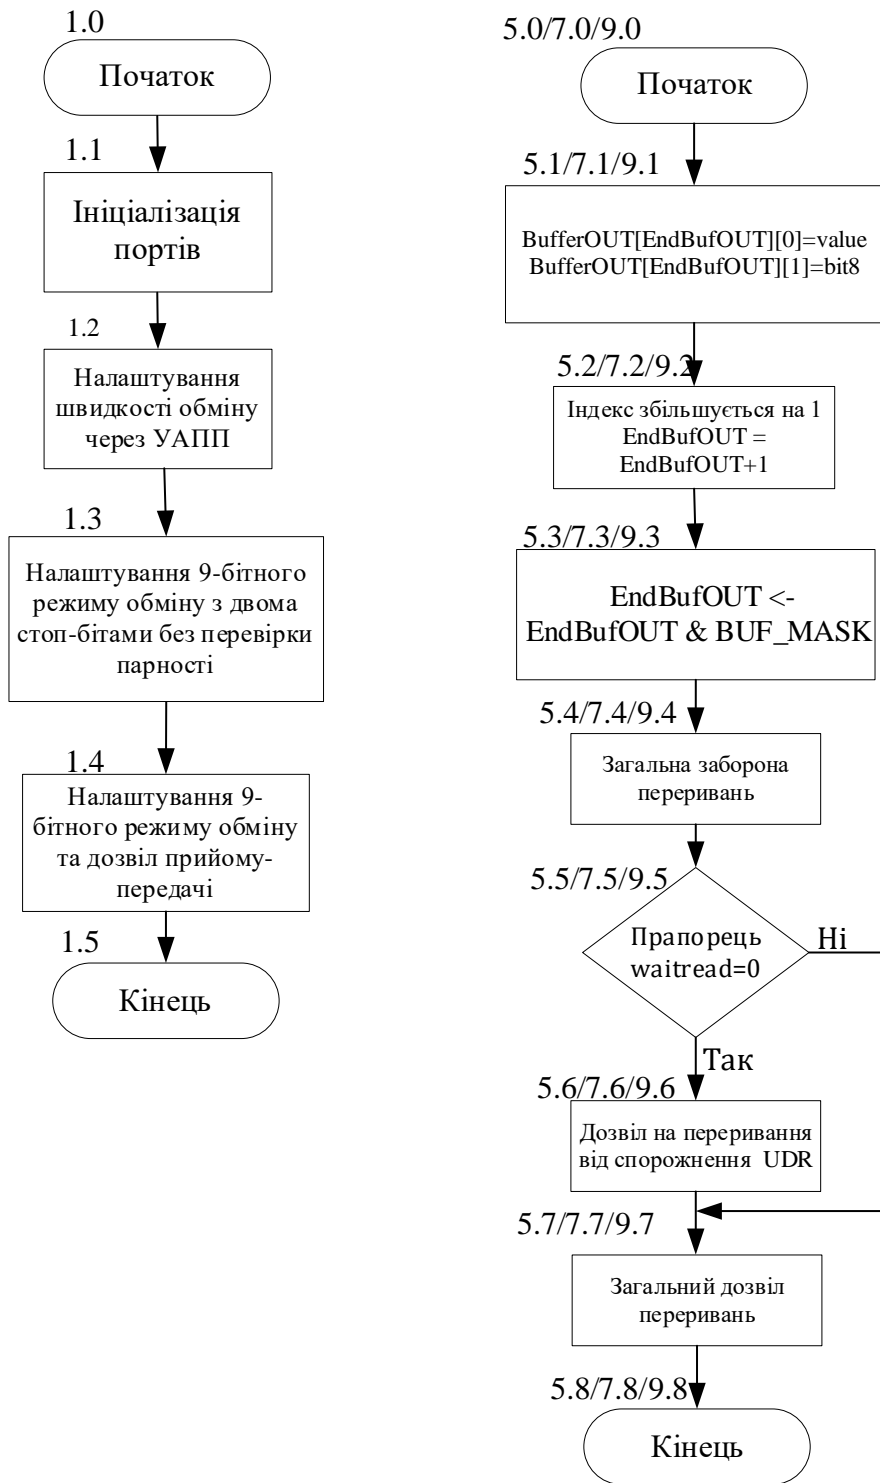 1.0
Початок
1.1
Ініціалізація
портів
1.2
Налаштування
швидкості обміну
через УАПП
1.3
Налаштування 9-бітного
режиму обміну з двома
стоп-бітами без перевірки
парності
1.4
Налаштування 9-
бітного режиму обміну
та дозвіл прийому-
передачі
1.5
Кінець
5.0/7.0/9.0
Початок
5.1/7.1/9.1
BufferOUT[EndBufOUT][0]=value
BufferOUT[EndBufOUT][1]=bit8
5.2/7.2/9.2
Індекс збільшується на 1
EndBufOUT =
EndBufOUT+1
5.3/7.3/9.3
EndBufOUT <-
EndBufOUT & BUF_MASK
5.4/7.4/9.4
Загальна заборона
переривань
5.5/7.5/9.5
Прапорець
waitread=0
Ні
Так
5.6/7.6/9.6
Дозвіл на переривання
від спорожнення UDR
5.7/7.7/9.7
Загальний дозвіл
переривань
5.8/7.8/9.8
Кінець